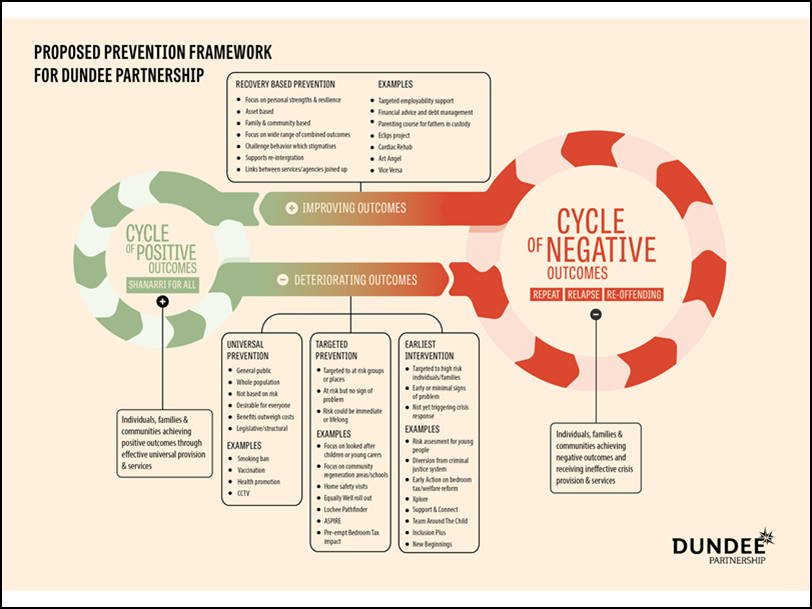 PROPOSED PREVENTION FRAMEWORK
FOR DUNDEE PARTNERSHIP
RECOVERY BASED PREVENTION
• Focus on personal strengths & resilience
• Asset based
• Family & community based
• Focus on wide range of combined outcomes
• Challenge behavior which stigmatises
• Supports re-intergration
• Links between services/agencies joined up
EXAMPLES
• Targeted employability support
• Financial advice and debt management
• Parenting course for fathers in custody
• Eclips project
• Cardiac Rehab
• Art Angel
• Vice Versa
+ IMPROVING OUTCOMES
CYCLE
OF POSITIVE
OUTCOMES
SHANARRI FOR ALL
+
− DETERIORATING OUTCOMES
CYCLE
OF NEGATIVE
OUTCOMES
REPEAT RELAPSE RE-OFFENDING
−
Individuals, families &
communities achieving
positive outcomes through
effective universal provision
& services
UNIVERSAL
PREVENTION
• General public
• Whole population
• Not based on risk
• Desirable for everyone
• Benefits outweigh costs
• Legislative/structural
EXAMPLES
• Smoking ban
• Vaccination
• Health promotion
• CCTV
TARGETED
PREVENTION
• Targeted to at risk groups
or places
• At risk but no sign of
problem
• Risk could be immediate
or lifelong
EXAMPLES
• Focus on looked after
children or young carers
• Focus on community
regeneration areas/schools
• Home safety visits
• Equally Well roll out
• Lochee Pathfinder
• ASPIRE
• Pre-empt Bedroom Tax
impact
EARLIEST
INTERVENTION
• Targeted to high risk
individuals/families
• Early or minimal signs
of problem
• Not yet triggering crisis
response
EXAMPLES
• Risk assesment for young
people
• Diversion from criminal
justice system
• Early Action on bedroom
tax/welfare reform
• Xplore
• Support & Connect
• Team Around The Child
• Inclusion Plus
• New Beginnings
Individuals, families &
communities achieving
negative outcomes and
receiving ineffective crisis
provision & services
DUNDEE
PARTNERSHIP